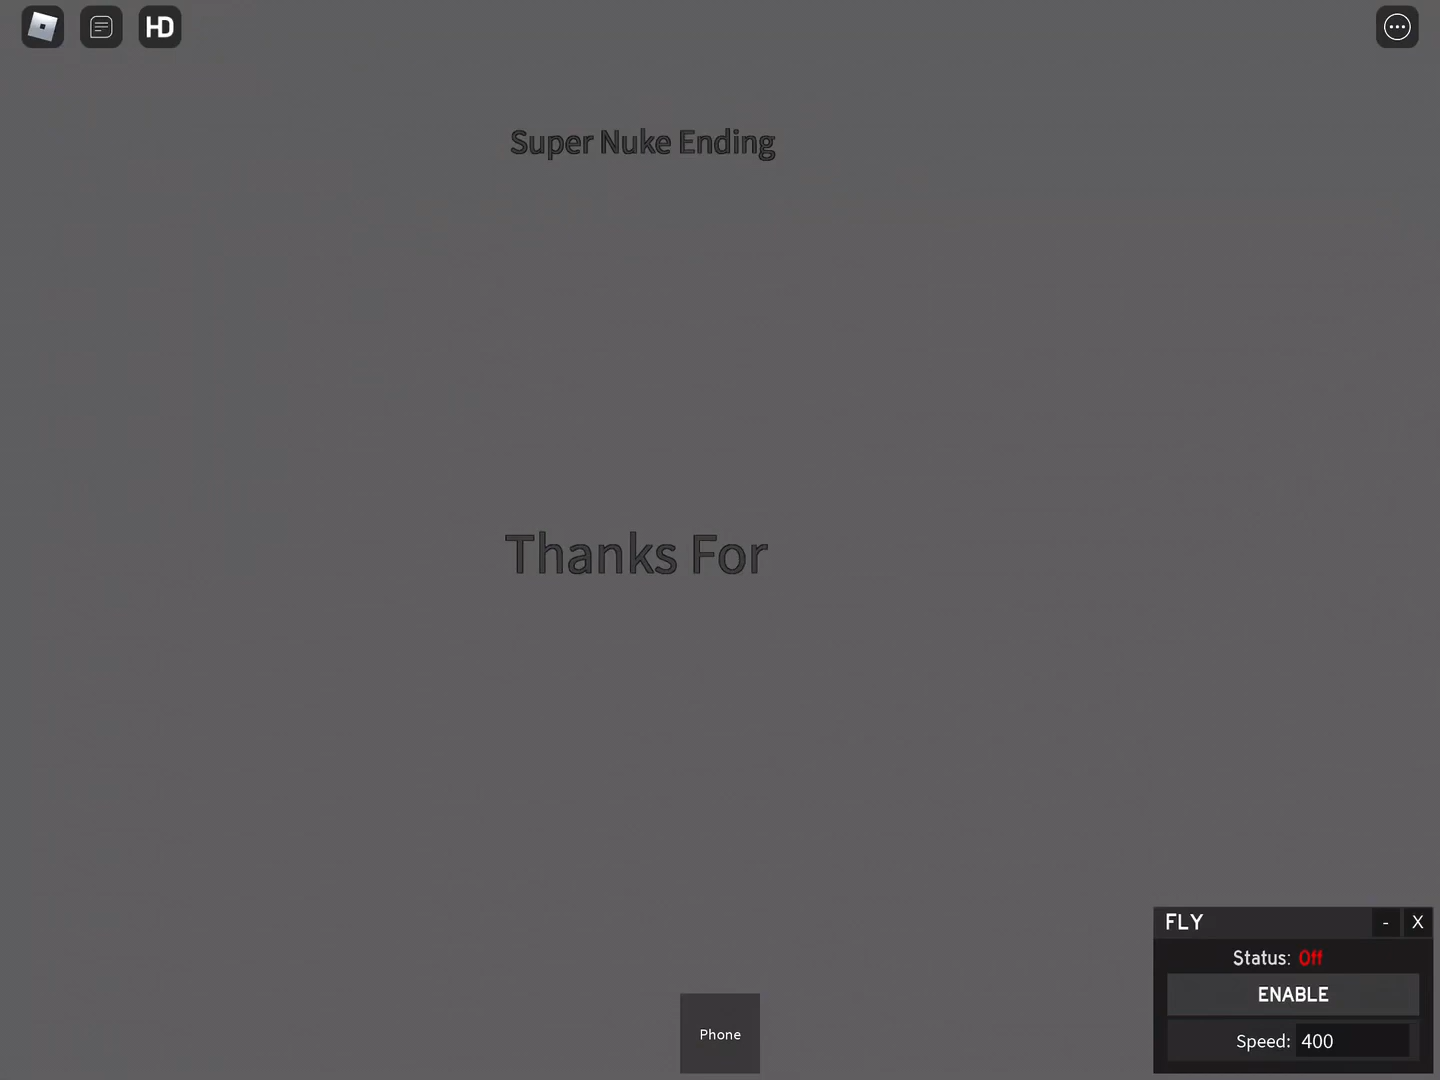 HD
Super Nuke Ending
Thanks For
FLY - X
Status: Off
ENABLE
Speed: 400
Phone